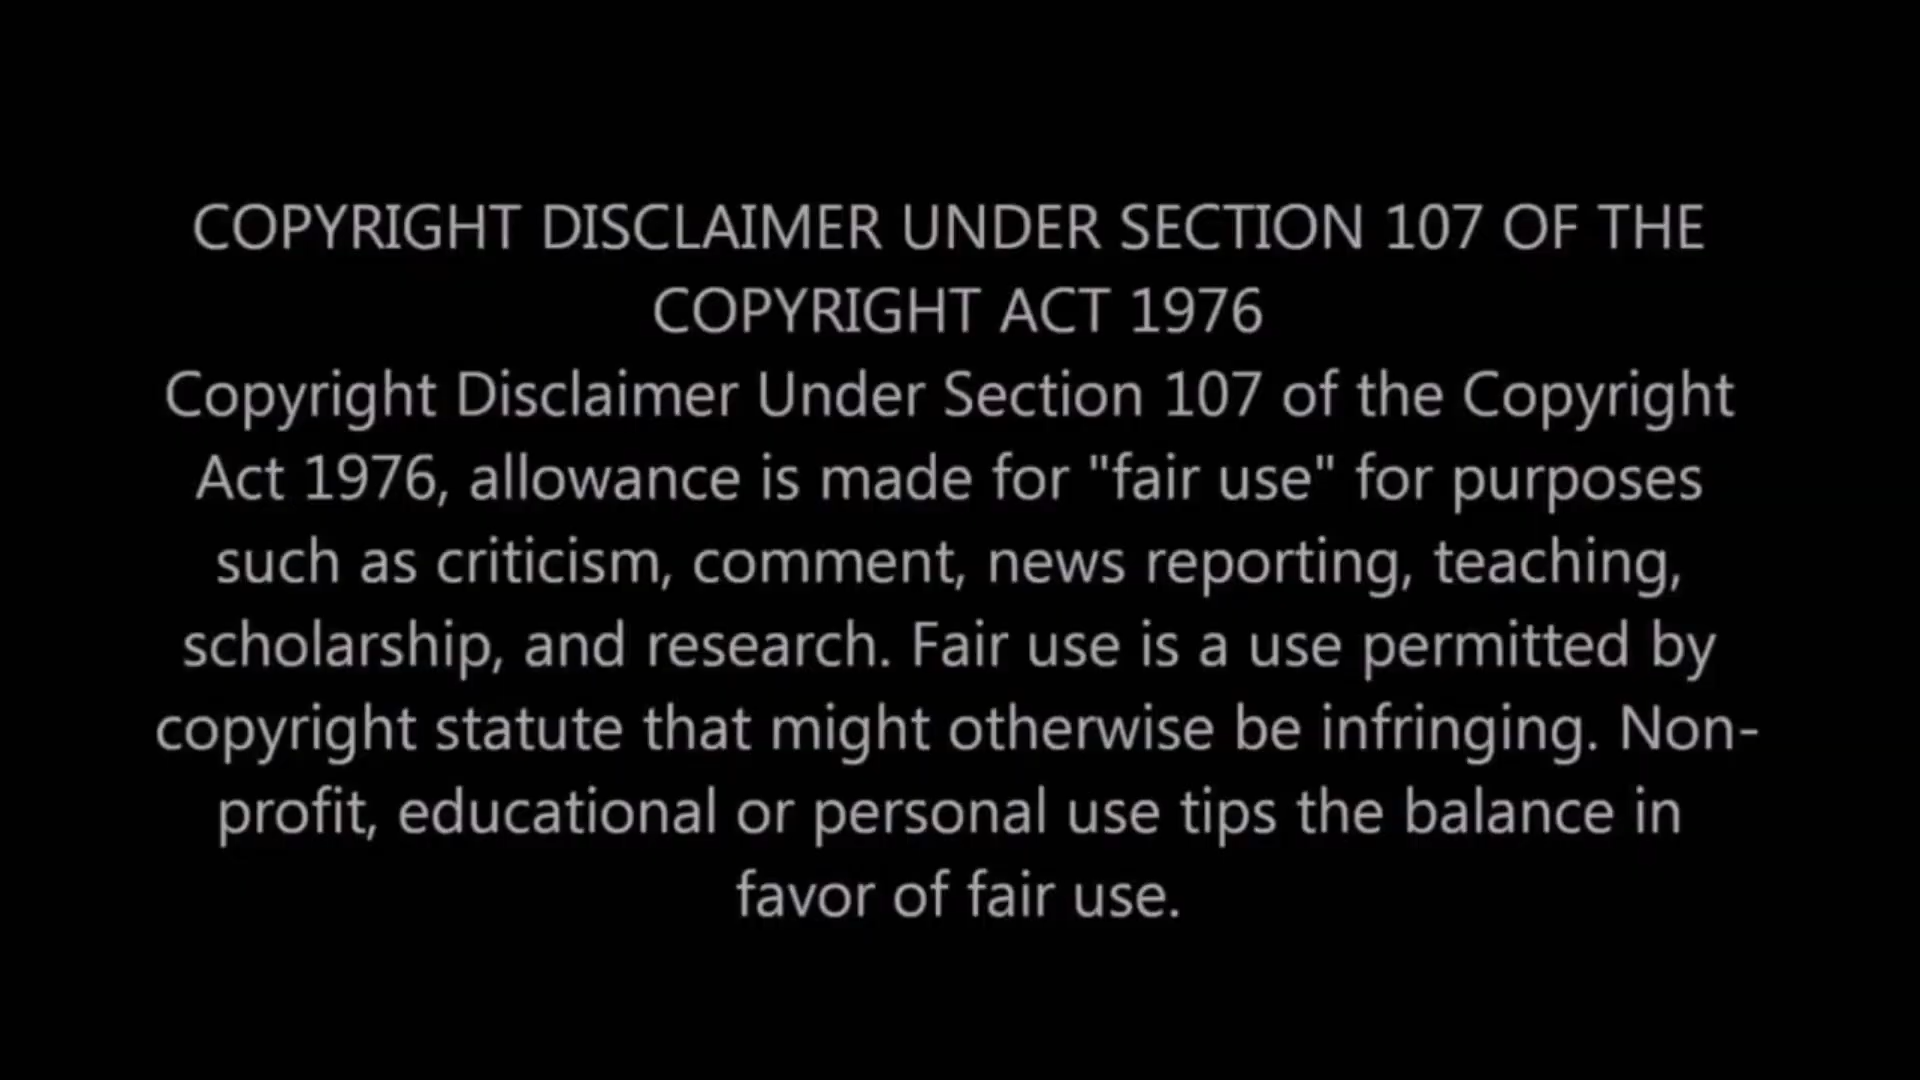 COPYRIGHT DISCLAIMER UNDER SECTION 107 OF THE
COPYRIGHT ACT 1976
Copyright Disclaimer Under Section 107 of the Copyright
Act 1976, allowance is made for "fair use" for purposes
such as criticism, comment, news reporting, teaching,
scholarship, and research. Fair use is a use permitted by
copyright statute that might otherwise be infringing. Non-
profit, educational or personal use tips the balance in
favor of fair use.